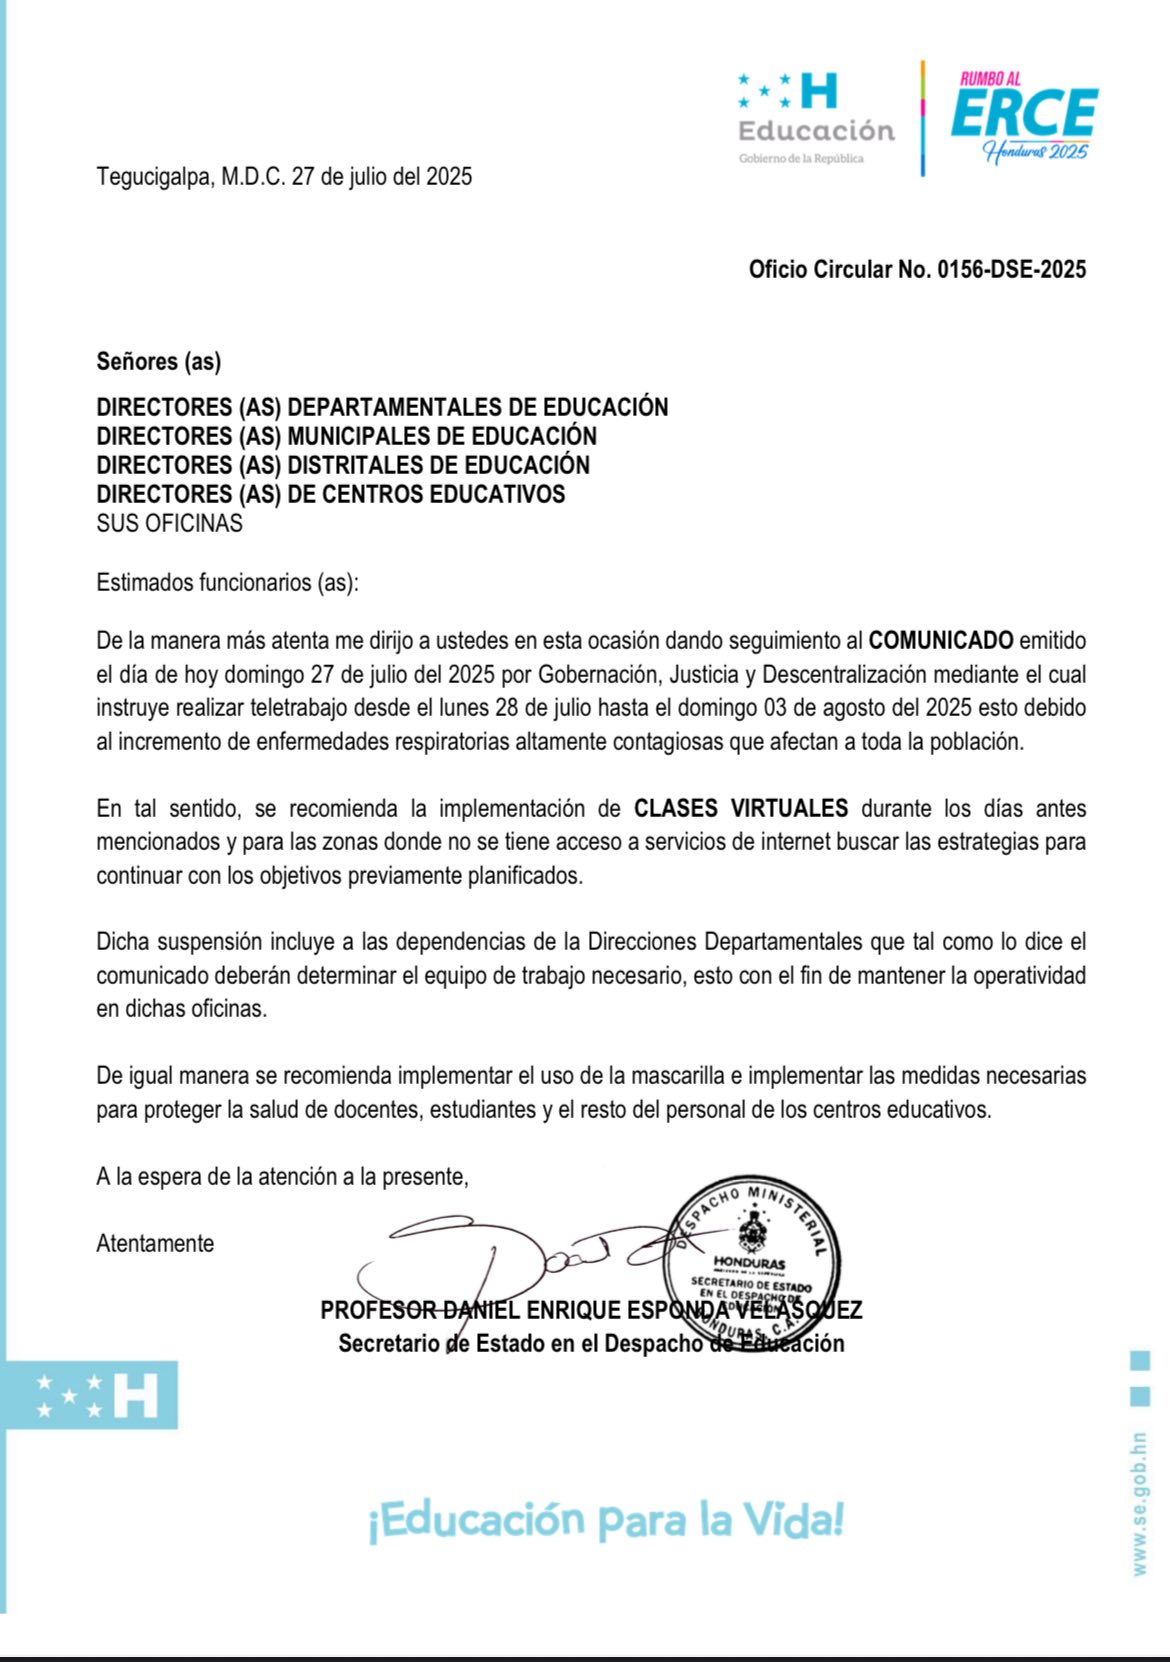 H
Educación
Gobierno de la República
RUMBO AL
ERCE
Honduras 2025
Tegucigalpa, M.D.C. 27 de julio del 2025
Oficio Circular No. 0156-DSE-2025
Señores (as)
DIRECTORES (AS) DEPARTAMENTALES DE EDUCACIÓN
DIRECTORES (AS) MUNICIPALES DE EDUCACIÓN
DIRECTORES (AS) DISTRITALES DE EDUCACIÓN
DIRECTORES (AS) DE CENTROS EDUCATIVOS
SUS OFICINAS
Estimados funcionarios (as):
De la manera más atenta me dirijo a ustedes en esta ocasión dando seguimiento al COMUNICADO emitido
el día de hoy domingo 27 de julio del 2025 por Gobernación, Justicia y Descentralización mediante el cual
instruye realizar teletrabajo desde el lunes 28 de julio hasta el domingo 03 de agosto del 2025 esto debido
al incremento de enfermedades respiratorias altamente contagiosas que afectan a toda la población.
En tal sentido, se recomienda la implementación de CLASES VIRTUALES durante los días antes
mencionados y para las zonas donde no se tiene acceso a servicios de internet buscar las estrategias para
continuar con los objetivos previamente planificados.
Dicha suspensión incluye a las dependencias de la Direcciones Departamentales que tal como lo dice el
comunicado deberán determinar el equipo de trabajo necesario, esto con el fin de mantener la operatividad
en dichas oficinas.
De igual manera se recomienda implementar el uso de la mascarilla e implementar las medidas necesarias
para proteger la salud de docentes, estudiantes y el resto del personal de los centros educativos.
A la espera de la atención a la presente,
Atentamente
DESPACHO MINISTERIAL
HONDURAS
SECRETARIO DE ESTADO
EN EL DESPACHO DE
EDUCACIÓN
HONDURAS, C.A.
PROFESOR DANIEL ENRIQUE ESPONDA VELASQUEZ
Secretario de Estado en el Despacho de Educación
H
¡Educación para la Vida!
www.se.gob.hn